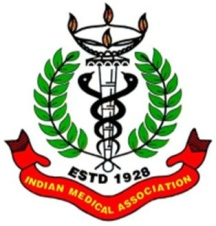 ESTD 1928
INDIAN MEDICAL ASSOCIATION